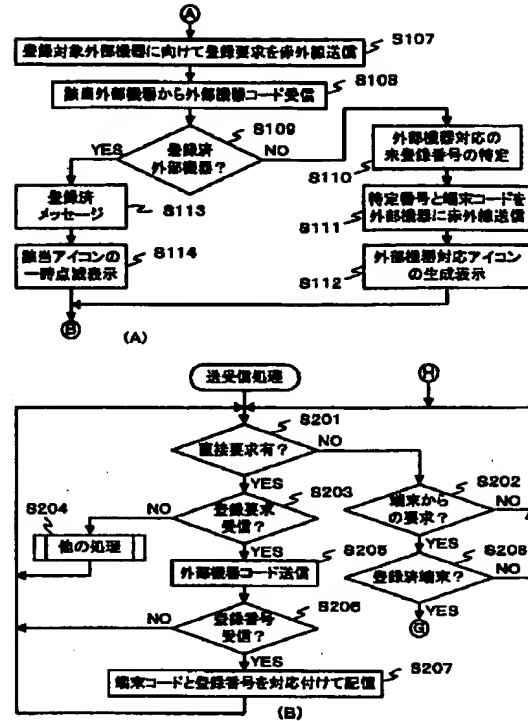 A
登録対象外部機器に向けて登録要求を赤外線送信
S107
該当外部機器から外部機器コード受信
S108
登録済
外部機器?
S109
YES
NO
登録済
メッセージ
S113
該当アイコンの
一時点滅表示
S114
外部機器対応の
未登録番号の特定
S110
特定番号と端末コードを
外部機器に赤外線送信
S111
外部機器対応アイコン
の生成表示
S112
B
(A)
送受信処理
H
直接要求有?
S201
NO
YES
端末から
の要求?
S202
NO
YES
登録要求
受信?
S203
NO
YES
S204
他の処理
外部機器コード送信
S205
登録済端末?
S208
NO
YES
G
登録番号
受信?
S206
NO
YES
端末コードと登録番号を対応付けて記憶
S207
(B)